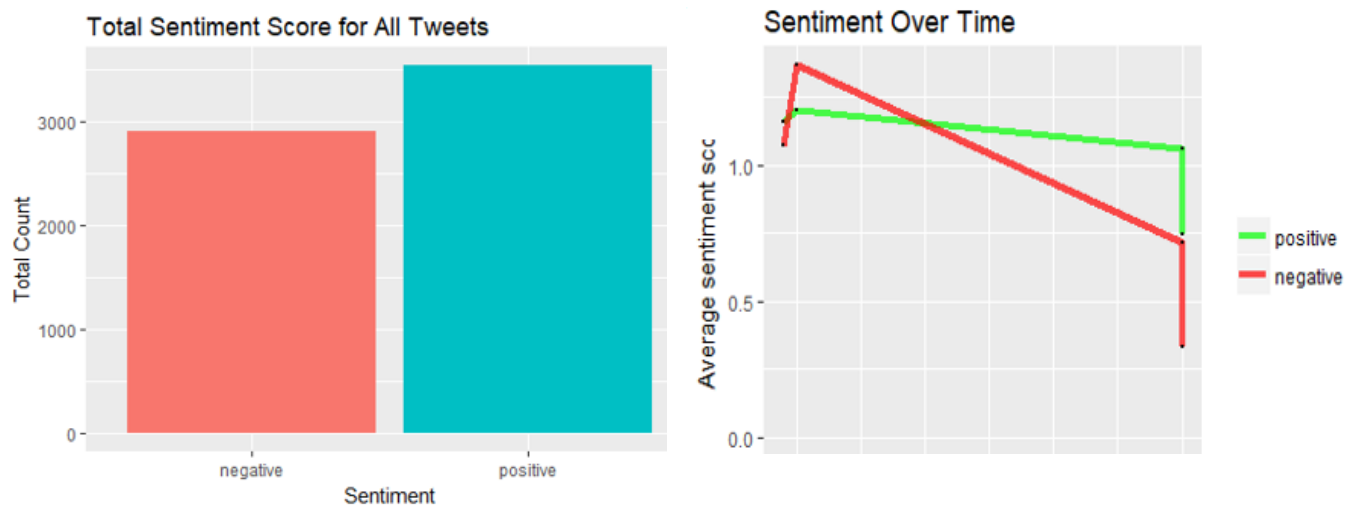 Total Sentiment Score for All Tweets
Total Count
3000
2000
1000
0
negative
positive
Sentiment
Sentiment Over Time
Average sentiment sco
1.0
0.5
0.0
positive
negative